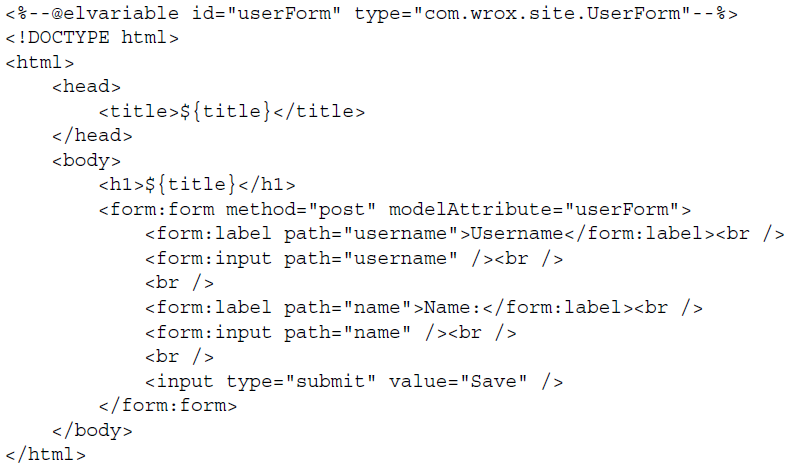 <%--@elvariable id="userForm" type="com.wrox.site.UserForm"--%>
<!DOCTYPE html>
<html>
    <head>
        <title>${title}</title>
    </head>
    <body>
        <h1>${title}</h1>
        <form:form method="post" modelAttribute="userForm">
            <form:label path="username">Username</form:label><br />
            <form:input path="username" /><br />
            <br />
            <form:label path="name">Name:</form:label><br />
            <form:input path="name" /><br />
            <br />
            <input type="submit" value="Save" />
        </form:form>
    </body>
</html>